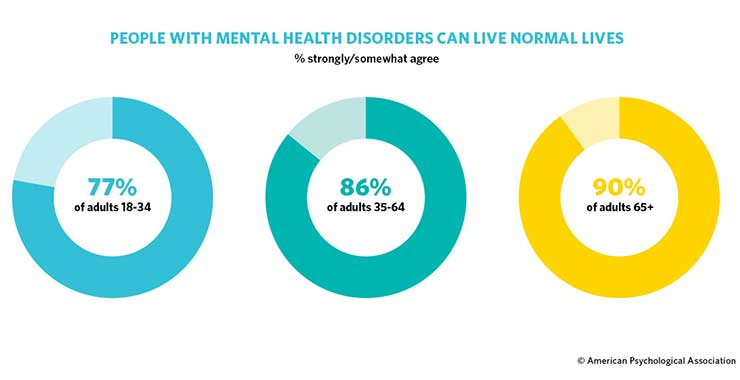 PEOPLE WITH MENTAL HEALTH DISORDERS CAN LIVE NORMAL LIVES
% strongly/somewhat agree
77%
of adults 18-34
86%
of adults 35-64
90%
of adults 65+
© American Psychological Association